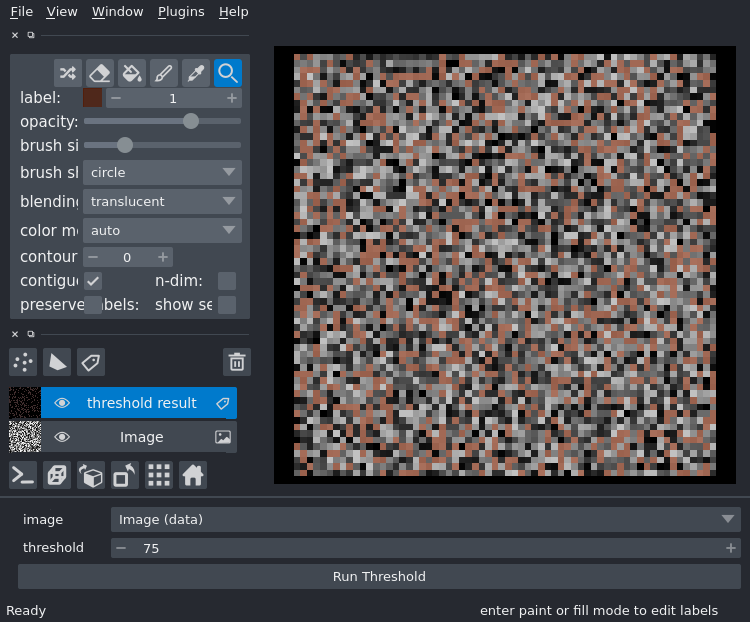 File View Window Plugins Help
label: 1
opacity:
brush si
brush sl circle
blending translucent
color m auto
contour 0
contigu n-dim:
preserve abels: show se
threshold result
Image
image Image (data)
threshold 75
Run Threshold
Ready enter paint or fill mode to edit labels